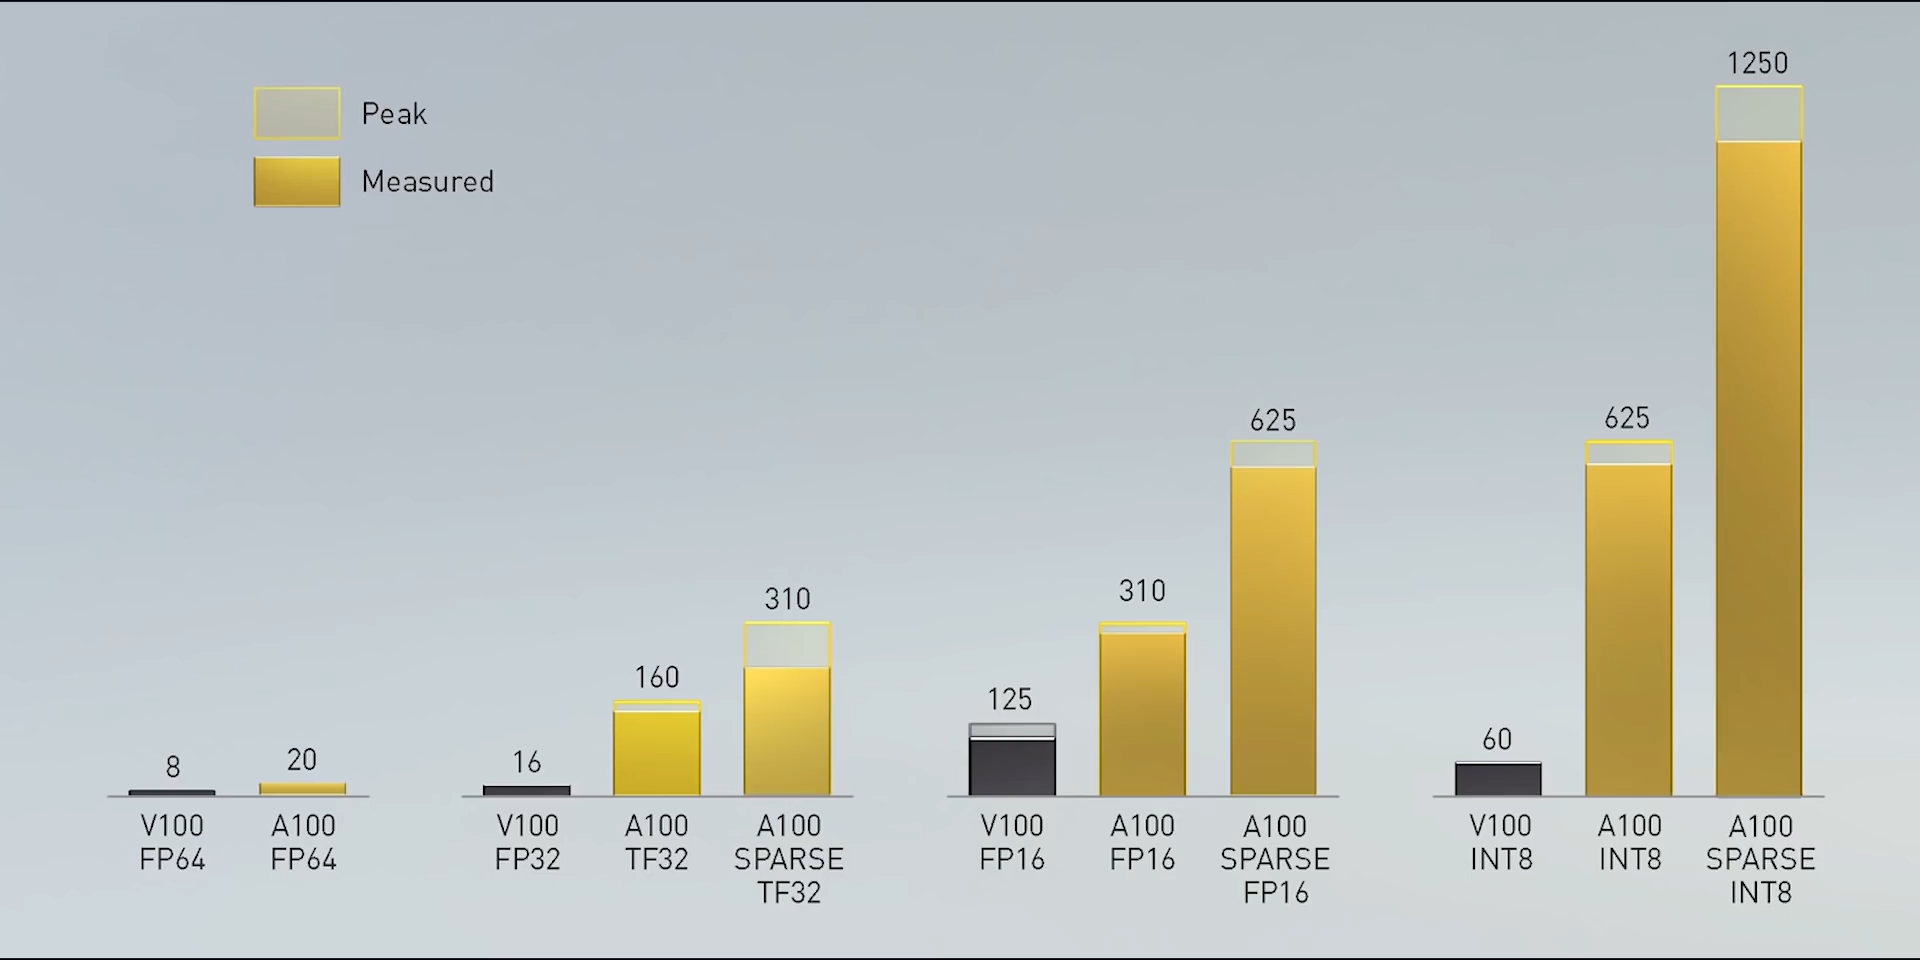 Peak
Measured
1250
625
625
310
310
160
125
60
8
20
16
V100
FP64
A100
FP64
V100
FP32
A100
TF32
A100
SPARSE
TF32
V100
FP16
A100
FP16
A100
SPARSE
FP16
V100
INT8
A100
INT8
A100
SPARSE
INT8